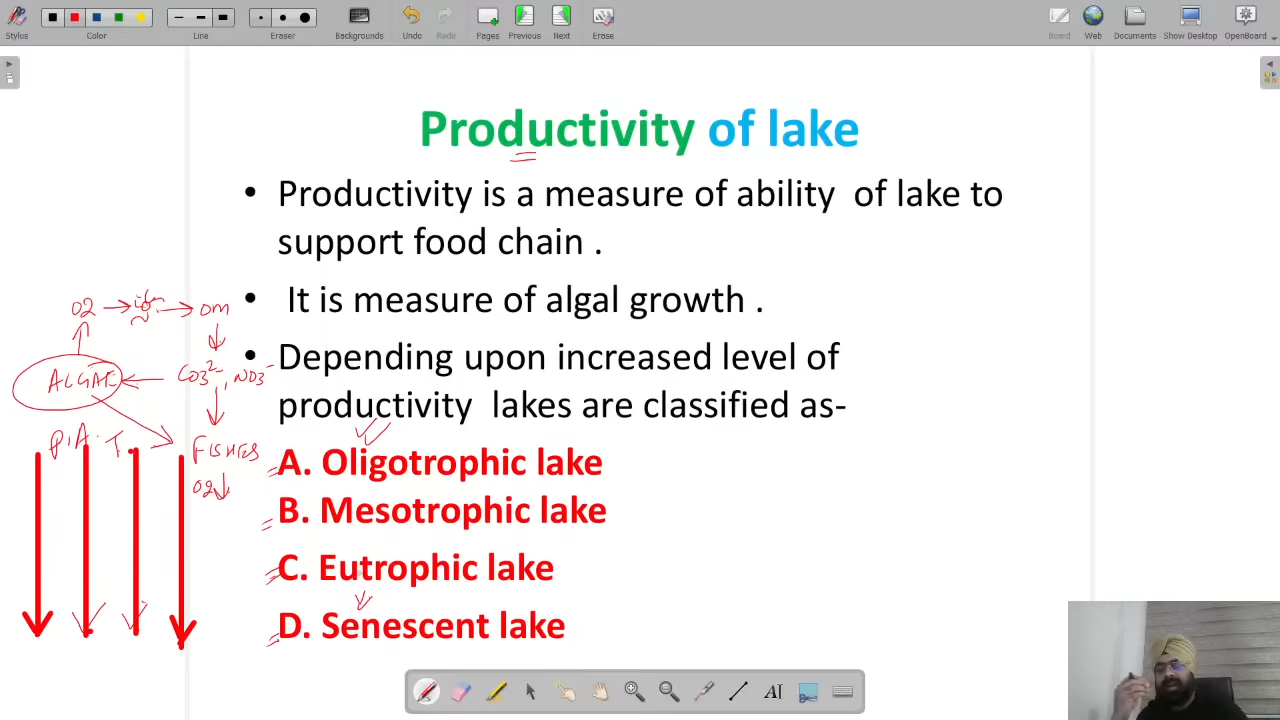 Stylus Color Line Eraser Backgrounds Undo Redo Pages Previous Next Erase Board Web Documents Show Desktop OpenBoard
Productivity of lake
• Productivity is a measure of ability of lake to
support food chain .
• It is measure of algal growth .
• Depending upon increased level of
productivity lakes are classified as-
A. Oligotrophic lake
B. Mesotrophic lake
C. Eutrophic lake
D. Senescent lake
O2 → → om
ALGAE ← CO3²⁻, NO3⁻
P.A. T. FISHES
O2↓
AI